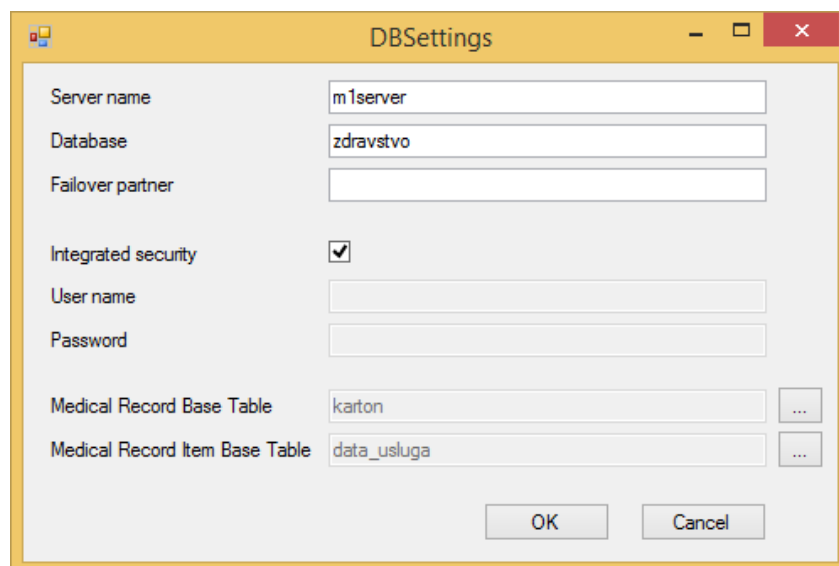 DBSettings
Server name m1server
Database zdravstvo
Failover partner
Integrated security
User name
Password
Medical Record Base Table karton ...
Medical Record Item Base Table data_usluga ...
OK Cancel